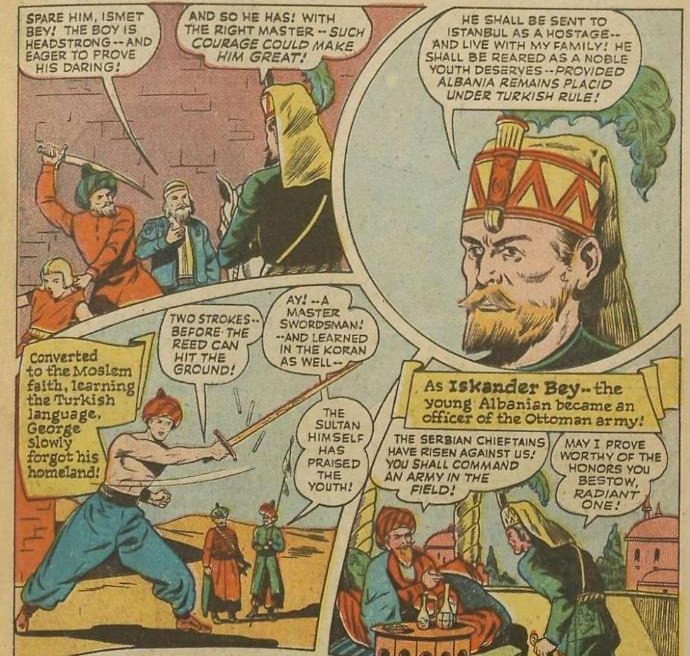 SPARE HIM, ISMET
BEY! THE BOY IS
HEADSTRONG--AND
EAGER TO PROVE
HIS DARING!
AND SO HE HAS! WITH
THE RIGHT MASTER--SUCH
COURAGE COULD MAKE
HIM GREAT!
HE SHALL BE SENT TO
ISTANBUL AS A HOSTAGE--
AND LIVE WITH MY FAMILY! HE
SHALL BE REARED AS A NOBLE
YOUTH DESERVES--PROVIDED
ALBANIA REMAINS PLACID
UNDER TURKISH RULE!
Converted
to the Moslem
faith, learning
the Turkish
language,
George
slowly
forgot his
homeland!
TWO STROKES--
BEFORE THE
REED CAN
HIT THE
GROUND!
AY!--A
MASTER
SWORDSMAN!
--AND LEARNED
IN THE KORAN
AS WELL--
THE
SULTAN
HIMSELF
HAS
PRAISED
THE
YOUTH!
As Iskander Bey--the
young Albanian became an
officer of the Ottoman army!
THE SERBIAN CHIEFTAINS
HAVE RISEN AGAINST US!
YOU SHALL COMMAND
AN ARMY IN THE
FIELD!
MAY I PROVE
WORTHY OF THE
HONORS YOU
BESTOW,
RADIANT
ONE!